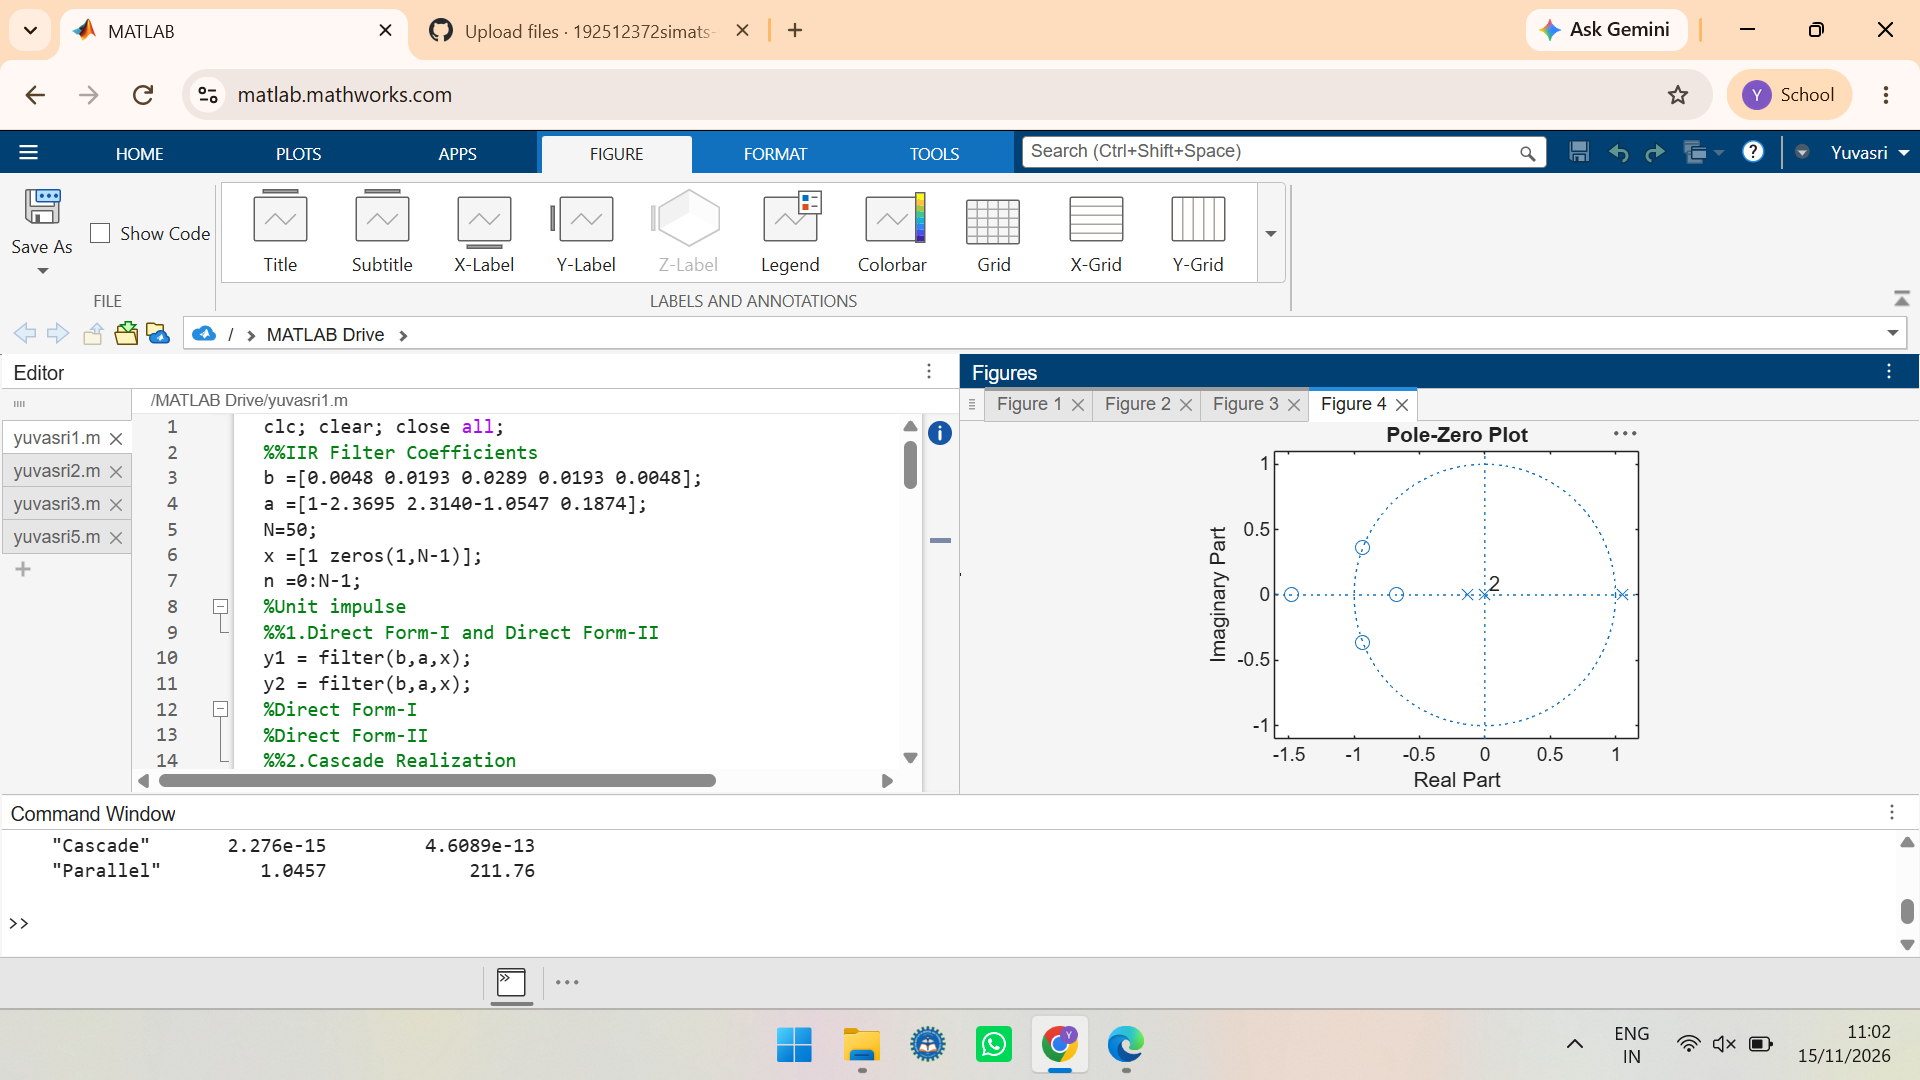 MATLAB
Upload files · 192512372simats-
Ask Gemini
matlab.mathworks.com
Y School
HOME PLOTS APPS FIGURE FORMAT TOOLS Search (Ctrl+Shift+Space) Yuvasri
Save As
Show Code
Title Subtitle X-Label Y-Label Z-Label Legend Colorbar Grid X-Grid Y-Grid
FILE LABELS AND ANNOTATIONS
/ MATLAB Drive
Editor
/MATLAB Drive/yuvasri1.m
yuvasri1.m
yuvasri2.m
yuvasri3.m
yuvasri5.m
1 clc; clear; close all;
2 %%IIR Filter Coefficients
3 b =[0.0048 0.0193 0.0289 0.0193 0.0048];
4 a =[1-2.3695 2.3140-1.0547 0.1874];
5 N=50;
6 x =[1 zeros(1,N-1)];
7 n =0:N-1;
8 %Unit impulse
9 %%1.Direct Form-I and Direct Form-II
10 y1 = filter(b,a,x);
11 y2 = filter(b,a,x);
12 %Direct Form-I
13 %Direct Form-II
14 %%2.Cascade Realization
Figures
Figure 1 Figure 2 Figure 3 Figure 4
Pole-Zero Plot
1
0.5
0
-0.5
-1
2
-1.5 -1 -0.5 0 0.5 1
Real Part
Imaginary Part
Command Window
"Cascade" 2.276e-15 4.6089e-13
"Parallel" 1.0457 211.76
>>
ENG
IN
11:02
15/11/2026